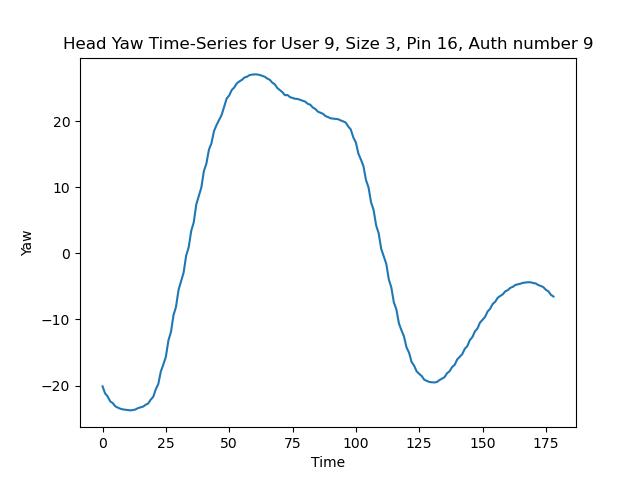 Head Yaw Time-Series for User 9, Size 3, Pin 16, Auth number 9
20
10
0
−10
−20
Yaw
0 25 50 75 100 125 150 175
Time